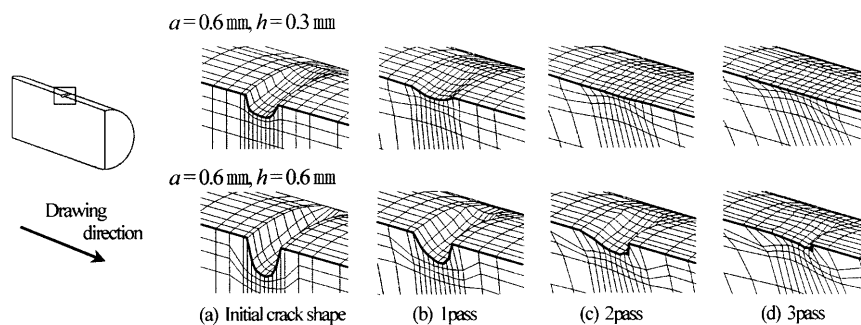 a = 0.6 mm, h = 0.3 mm
a = 0.6 mm, h = 0.6 mm
Drawing
direction
(a) Initial crack shape
(b) 1pass
(c) 2pass
(d) 3pass